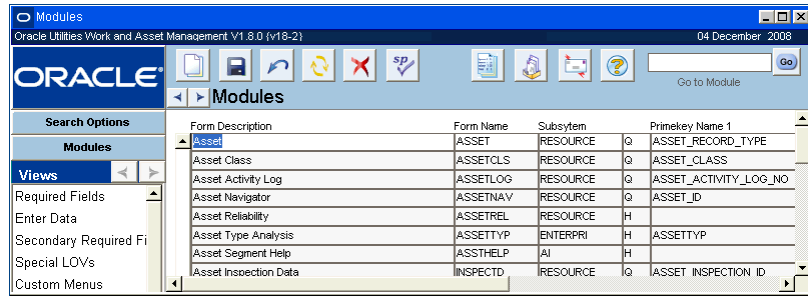 Modules
Oracle Utilities Work and Asset Management V1.8.0 {v18-2} 04 December 2008
ORACLE
sp
Go
Go to Module
Modules
Search Options
Modules
Views
Required Fields
Enter Data
Secondary Required Fi
Special LOVs
Custom Menus
Form Description Form Name Subsytem Primekey Name 1
Asset ASSET RESOURCE Q ASSET_RECORD_TYPE
Asset Class ASSETCLS RESOURCE Q ASSET_CLASS
Asset Activity Log ASSETLOG RESOURCE Q ASSET_ACTIVITY_LOG_NO
Asset Navigator ASSETNAV RESOURCE Q ASSET_ID
Asset Reliability ASSETREL RESOURCE H
Asset Type Analysis ASSETTYP ENTERPRI H ASSETTYP
Asset Segment Help ASSTHELP AI H
Asset Inspection Data INSPECTD RESOURCE Q ASSET_INSPECTION_ID